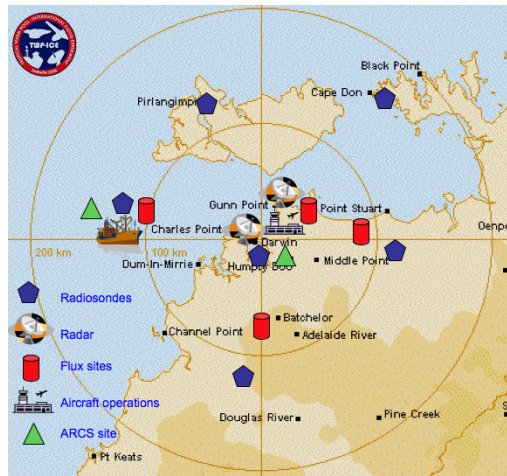 TWP-ICE
Black Point
Cape Don
Pirlangimpi
Gunn Point
Point Stuart
Charles Point
Oenpe
Darwin
200 km
100 km
Humpty Doo
Dum-In-Mirrie
Middle Point
Radiosondes
Batchelor
Radar
Channel Point
Adelaide River
Flux sites
Aircraft operations
Douglas River
Pine Creek
S
ARCS site
Pt Keats